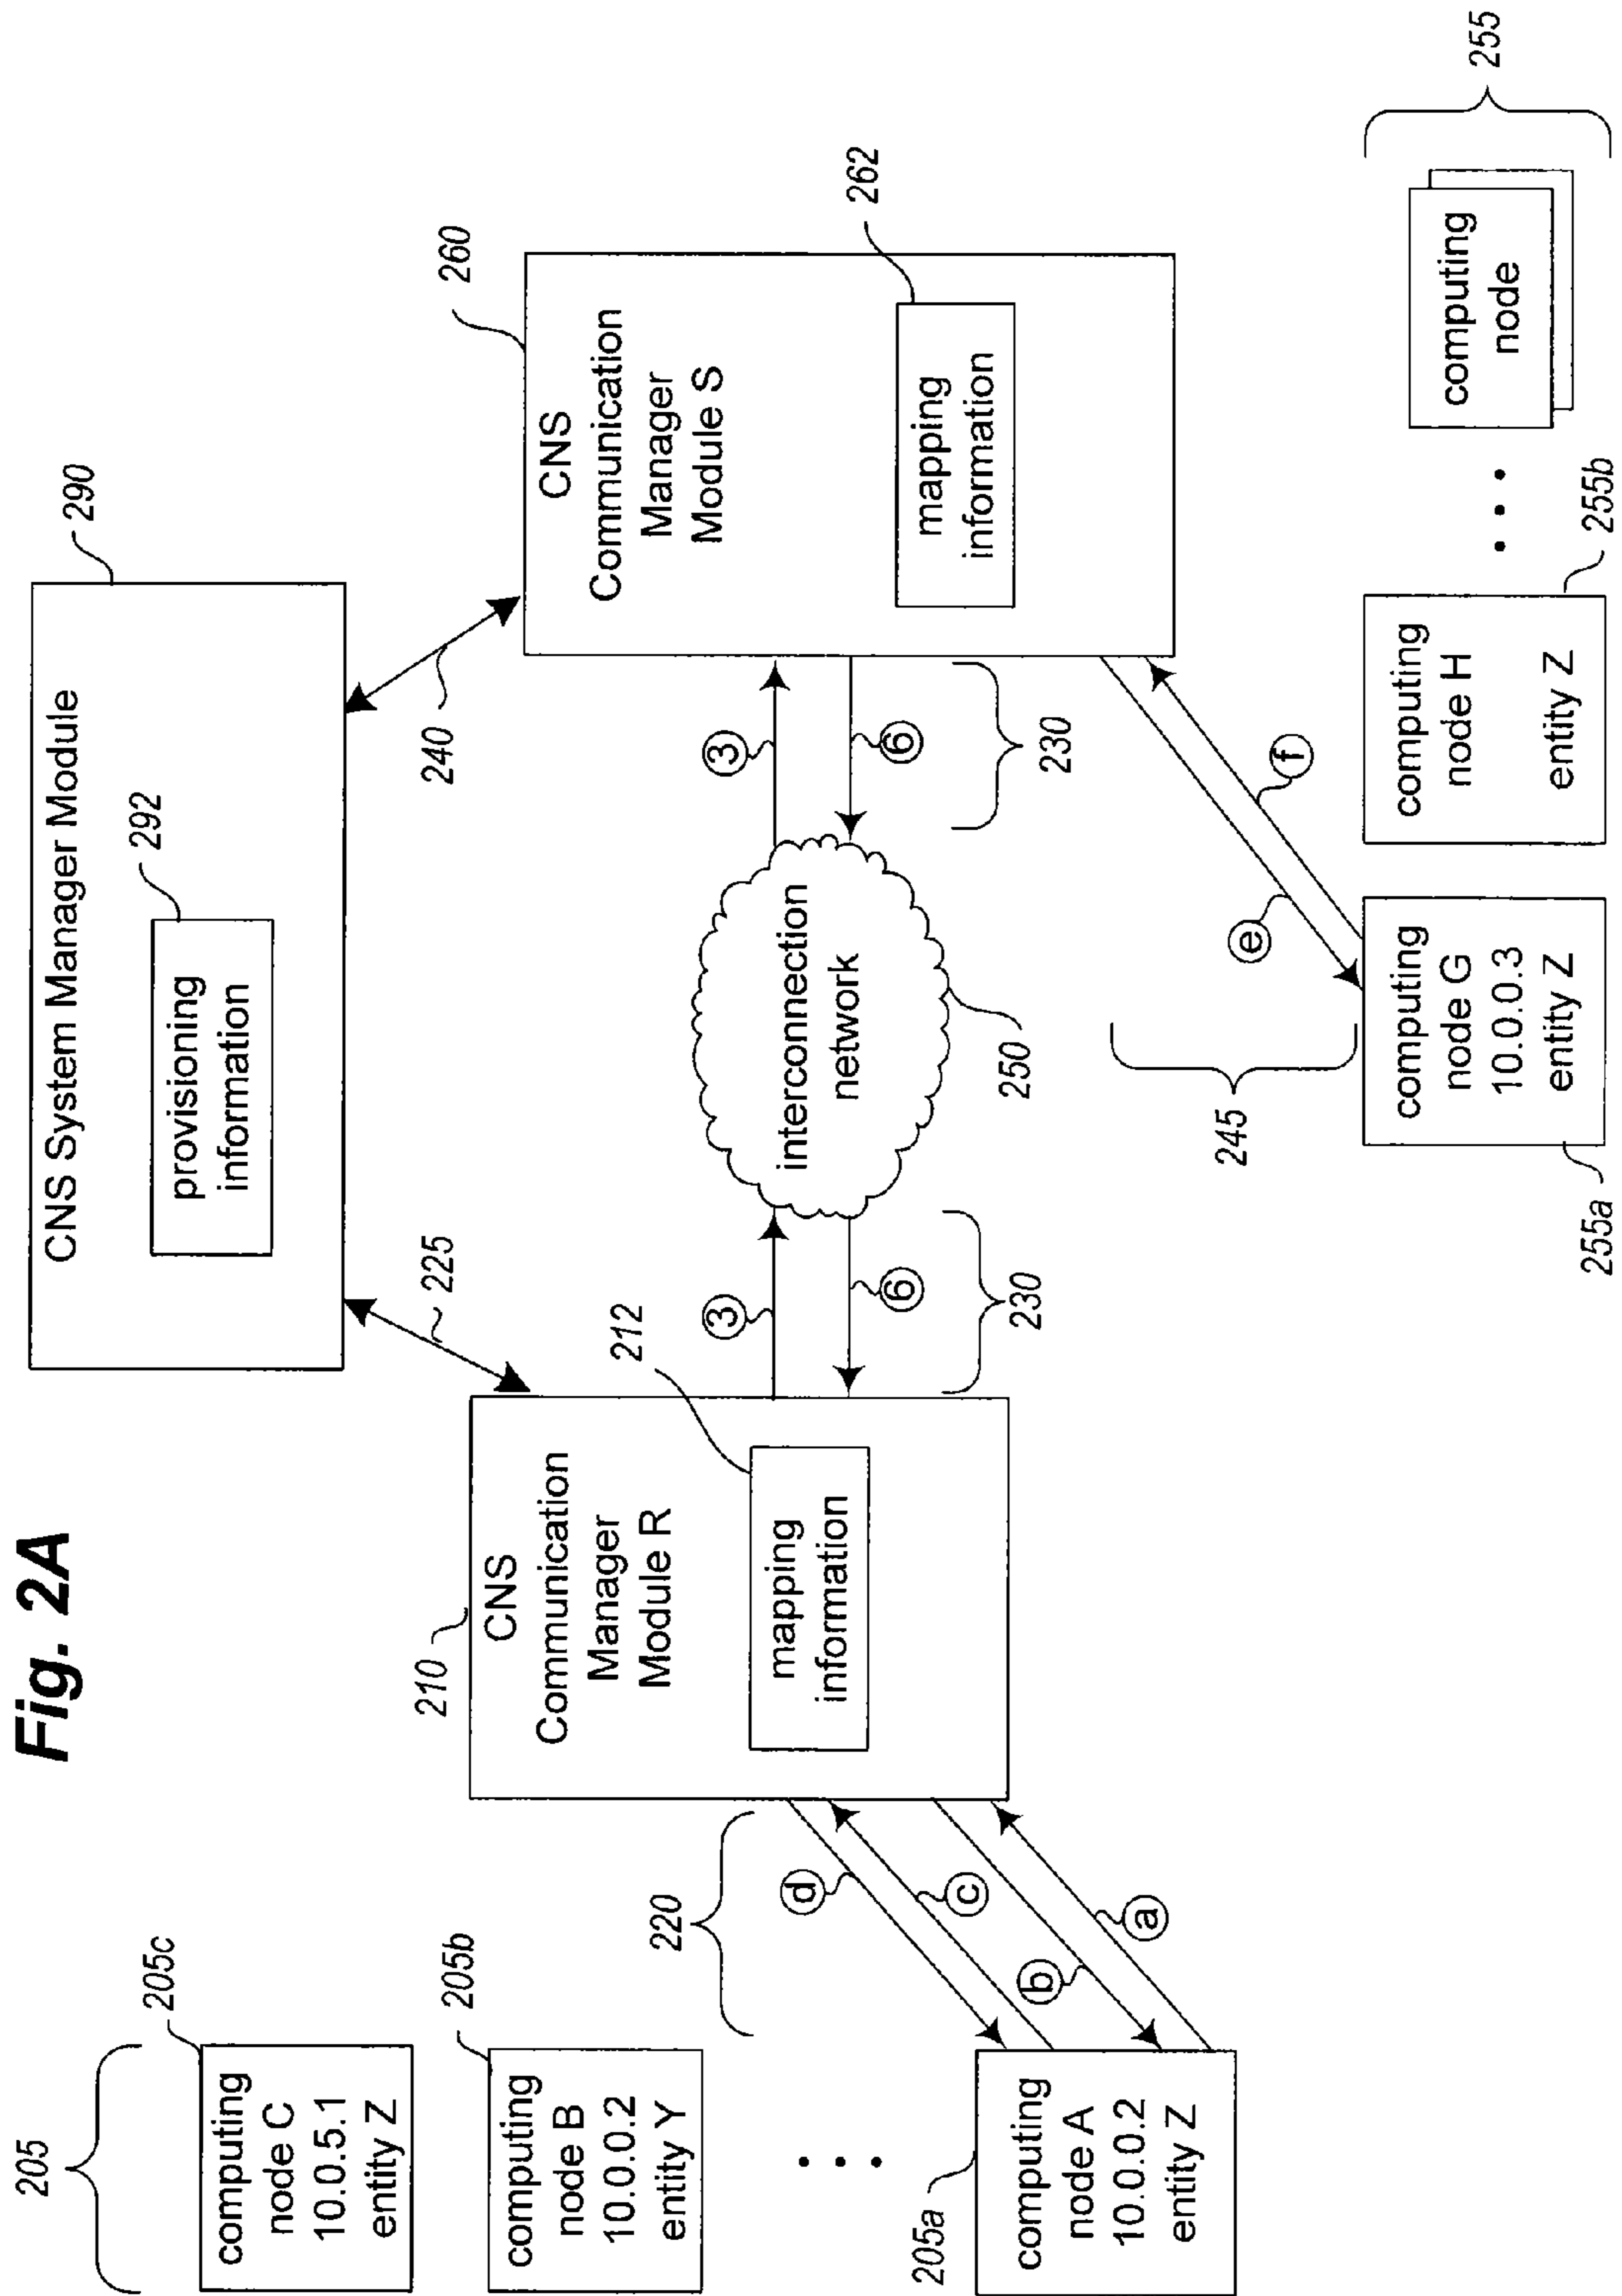 Fig. 2A
CNS System Manager Module
290
provisioning
information
292
225
240
205
205c
computing
node C
10.0.5.1
entity Z
205b
computing
node B
10.0.0.2
entity Y
205a
computing
node A
10.0.0.2
entity Z
220
d
c
b
a
210
CNS
Communication
Manager
Module R
212
mapping
information
3
6
230
interconnection
network
250
3
6
230
260
CNS
Communication
Manager
Module S
262
mapping
information
245
e
f
computing
node G
10.0.0.3
entity Z
255a
computing
node H
entity Z
255b
computing
node
255